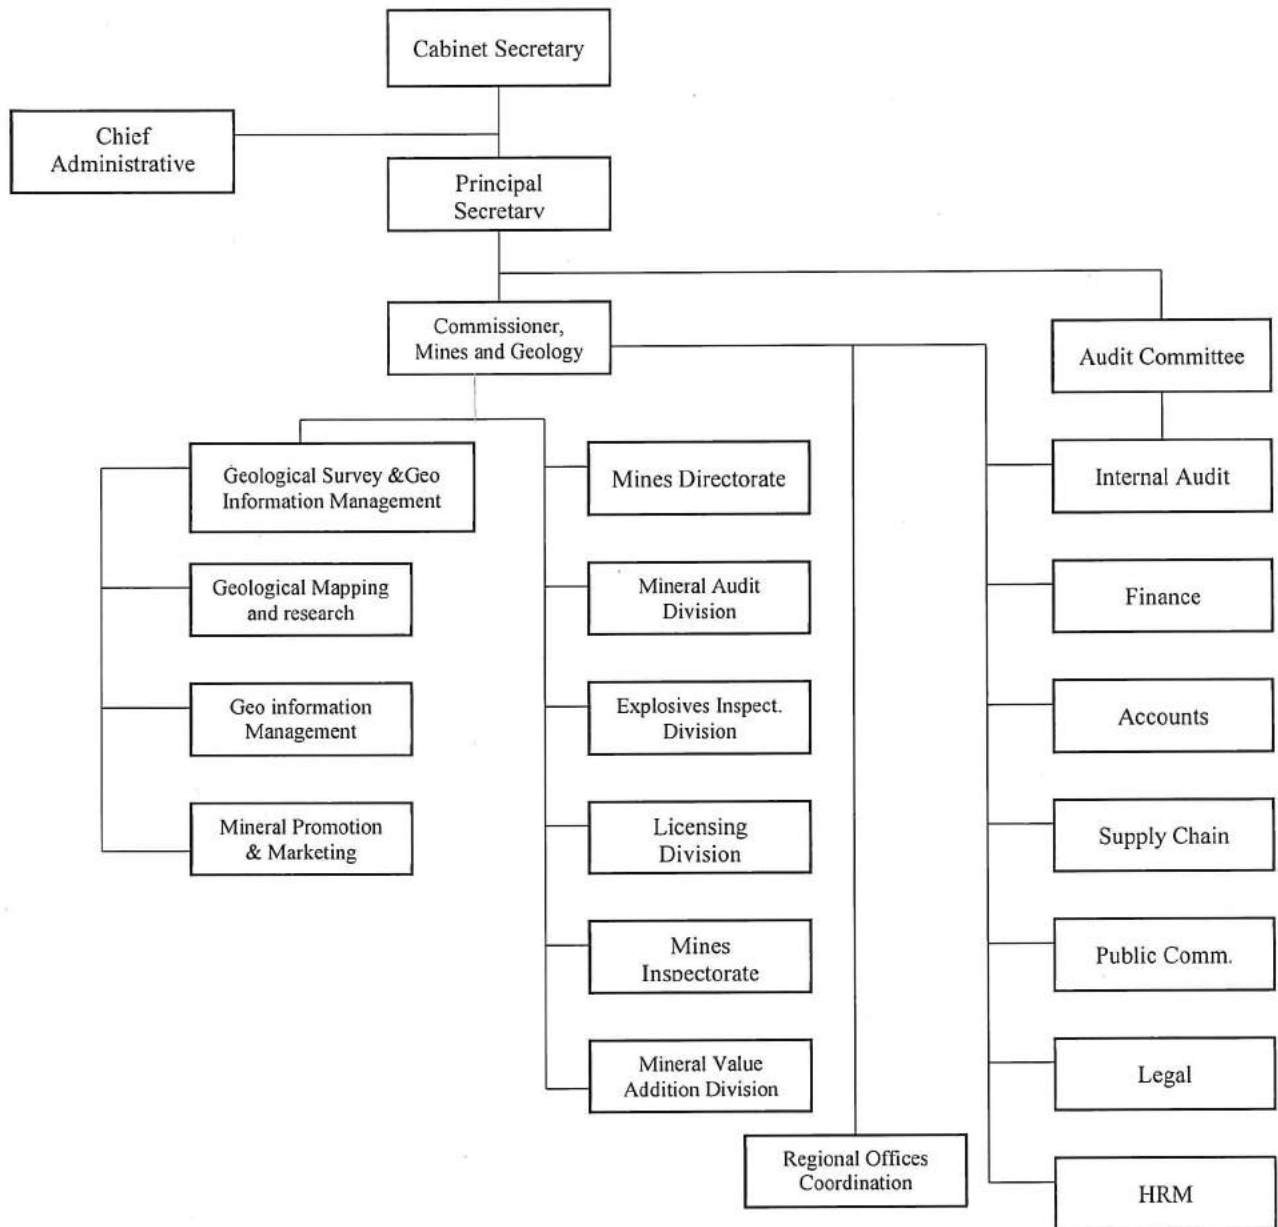 Cabinet Secretary
Chief
Administrative
Principal
Secretary
Commissioner,
Mines and Geology
Audit Committee
Geological Survey &Geo
Information Management
Mines Directorate
Internal Audit
Geological Mapping
and research
Mineral Audit
Division
Finance
Geo information
Management
Explosives Inspect.
Division
Accounts
Mineral Promotion
& Marketing
Licensing
Division
Supply Chain
Mines
Inspectorate
Public Comm.
Mineral Value
Addition Division
Legal
Regional Offices
Coordination
HRM